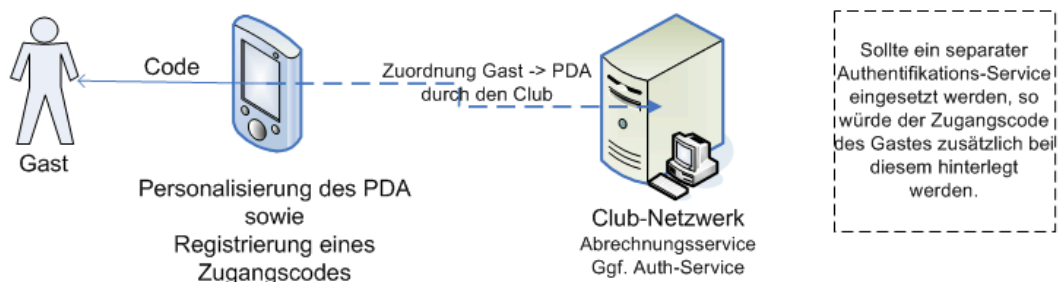 Code
Gast
Personalisierung des PDA
sowie
Registrierung eines
Zugangscodes
Zuordnung Gast -> PDA
durch den Club
Club-Netzwerk
Abrechnungsservice
Ggf. Auth-Service
Sollte ein separater
Authentifikations-Service
eingesetzt werden, so
würde der Zugangscode
des Gastes zusätzlich bei
diesem hinterlegt
werden.